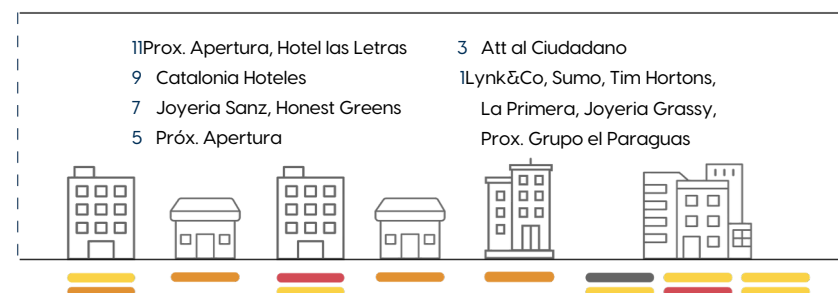 11Prox. Apertura, Hotel las Letras
9 Catalonia Hoteles
7 Joyeria Sanz, Honest Greens
5 Próx. Apertura
3 Att al Ciudadano
1Lynk&Co, Sumo, Tim Hortons,
La Primera, Joyeria Grassy,
Prox. Grupo el Paraguas